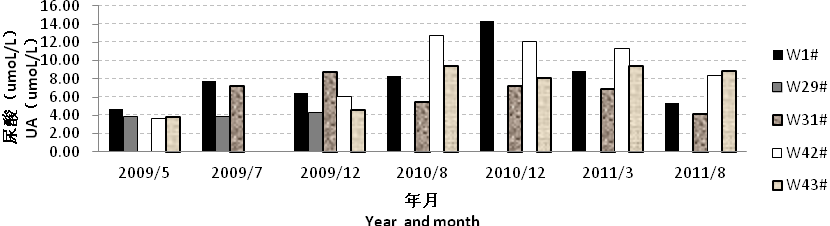 尿酸（umoL/L）
UA（umoL/L）
16.00
14.00
12.00
10.00
8.00
6.00
4.00
2.00
0.00
2009/5
2009/7
2009/12
2010/8
2010/12
2011/3
2011/8
年月
Year and month
W1#
W29#
W31#
W42#
W43#